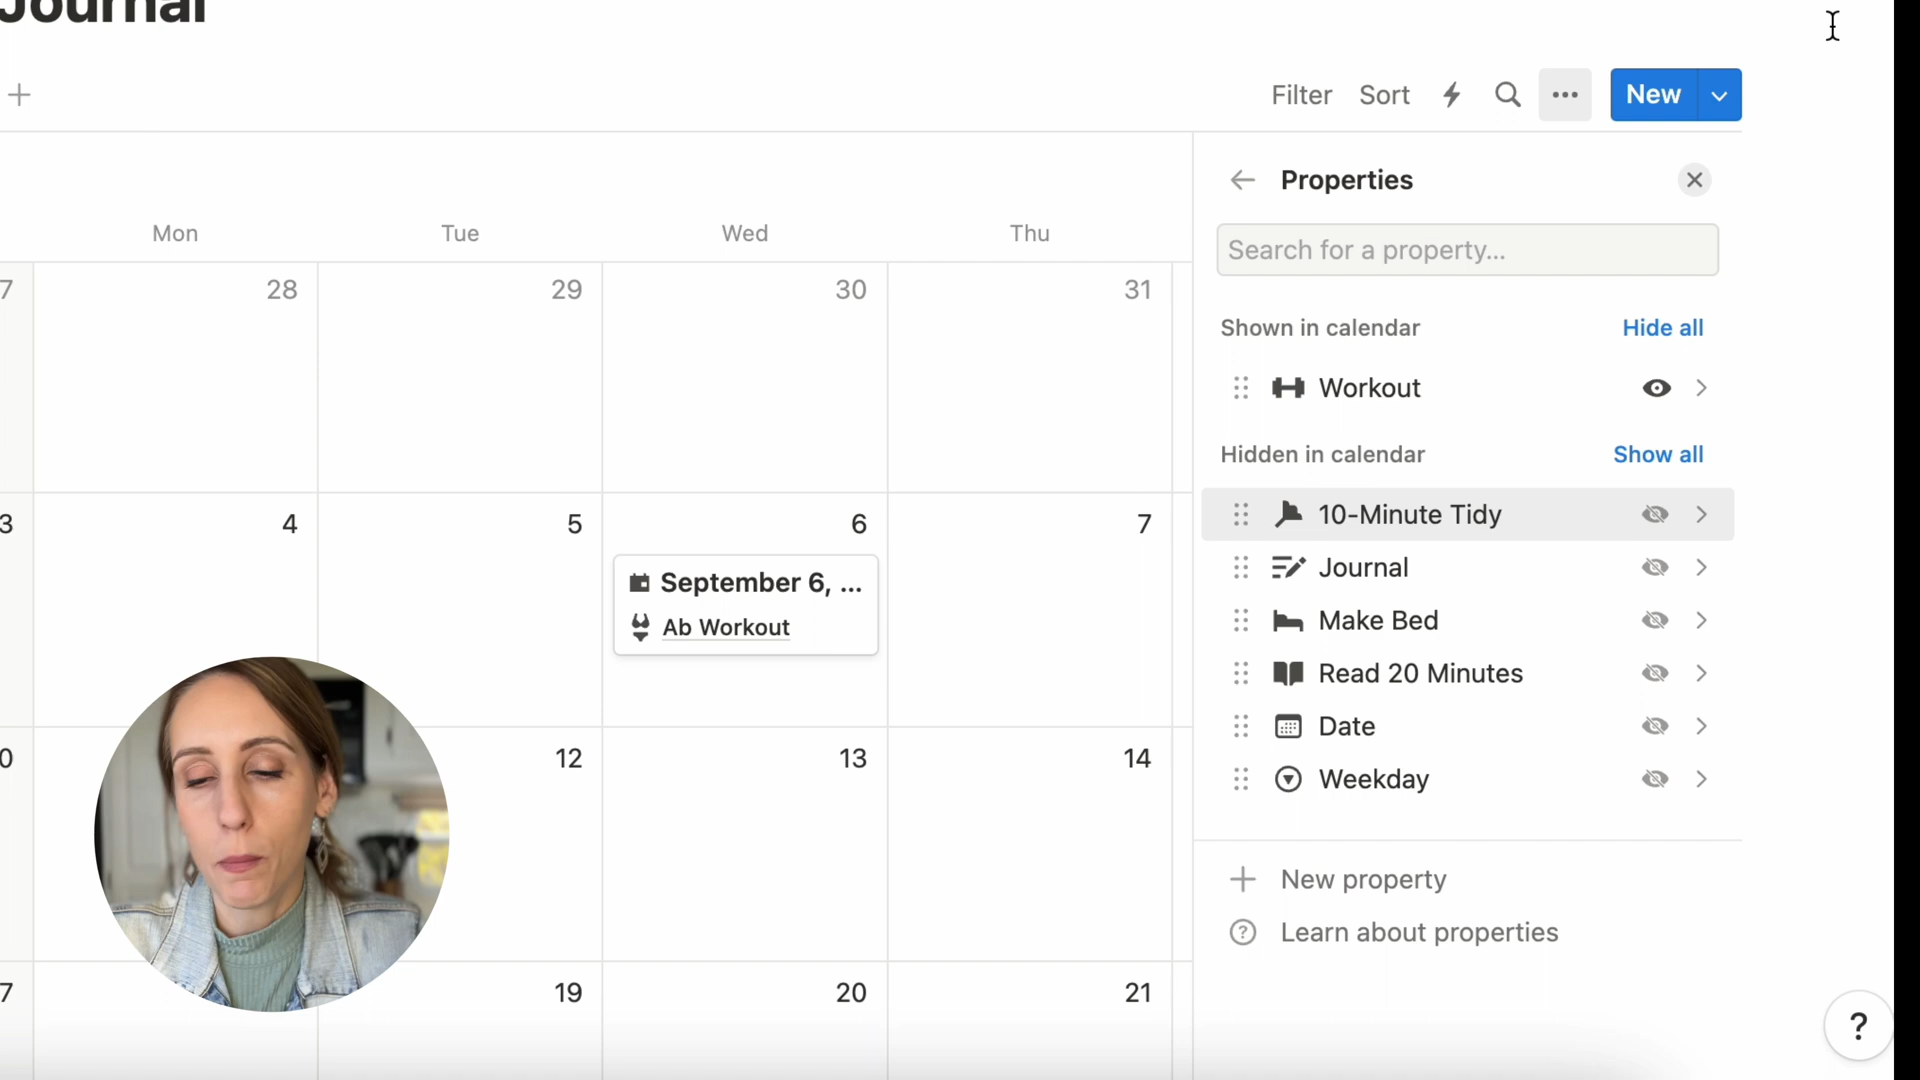 Journal
Filter Sort New
Properties
Search for a property...
Mon Tue Wed Thu
7 28 29 30 31
Shown in calendar Hide all
Workout
Hidden in calendar Show all
10-Minute Tidy
3 4 5 6 7
September 6, ...
Ab Workout
Journal
Make Bed
Read 20 Minutes
Date
Weekday
0 12 13 14
New property
Learn about properties
7 19 20 21
?